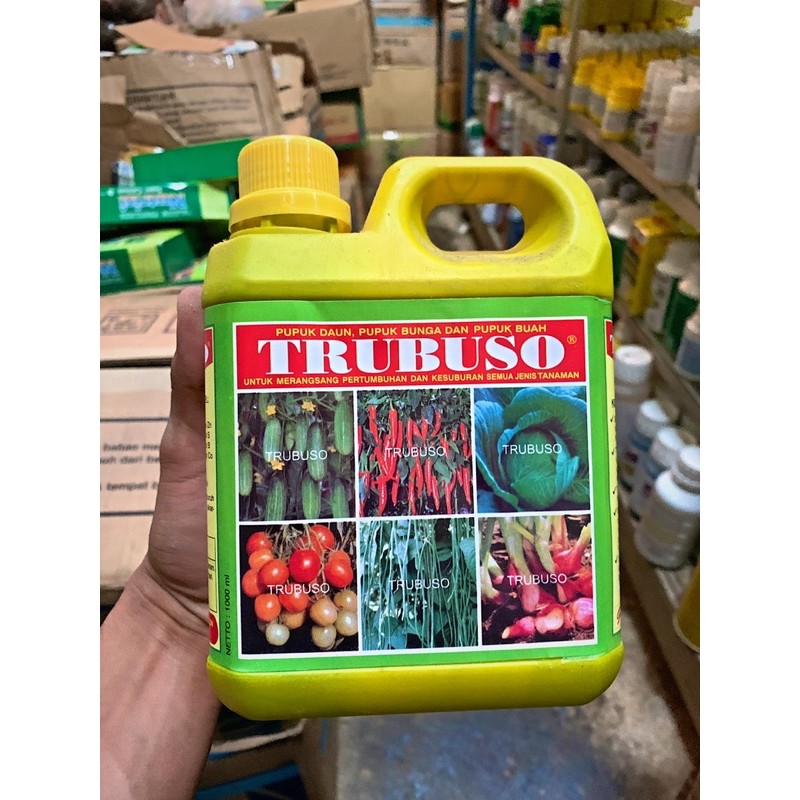 PUPUK DAUN, PUPUK BUNGA DAN PUPUK BUAH
TRUBUSO®
UNTUK MERANGSANG PERTUMBUHAN DAN KESUBURAN SEMUA JENIS TANAMAN
TRUBUSO
TRUBUSO
TRUBUSO
TRUBUSO
TRUBUSO
TRUBUSO
NETTO : 1000 ml